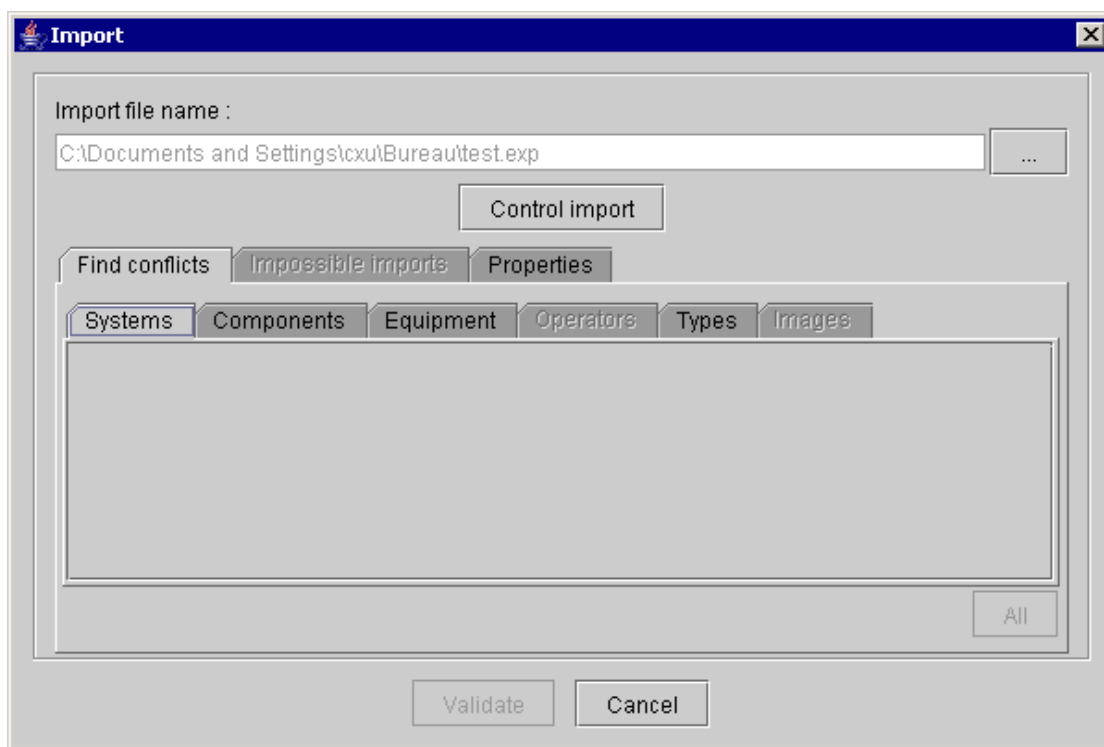 Import
Import file name :
C:\Documents and Settings\cxu\Bureau\test.exp ...
Control import
Find conflicts Impossible imports Properties
Systems Components Equipment Operators Types Images
All
Validate Cancel